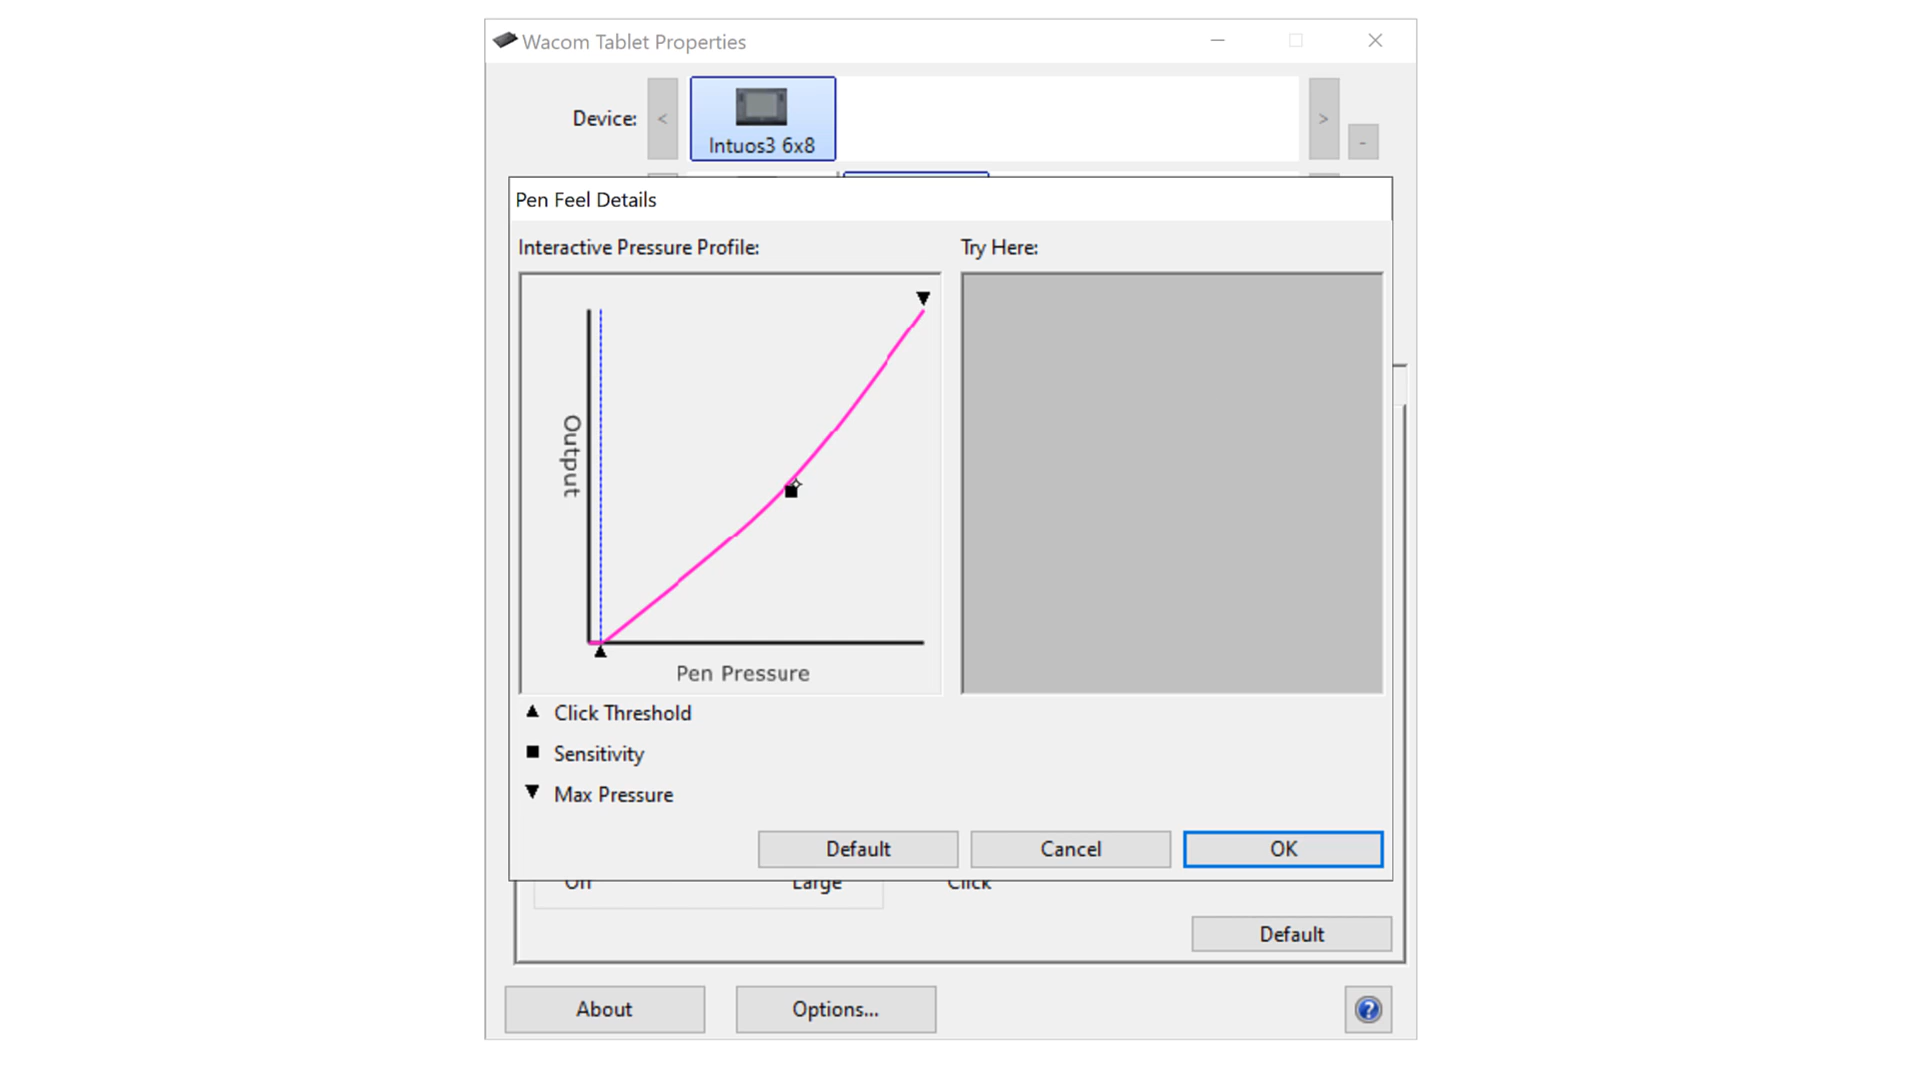 Wacom Tablet Properties
Device:
<
Intuos3 6x8
>
-
Pen Feel Details
Interactive Pressure Profile:
Try Here:
Output
Pen Pressure
Click Threshold
Sensitivity
Max Pressure
Default
Cancel
OK
Off
Large
Click
Default
About
Options...
?